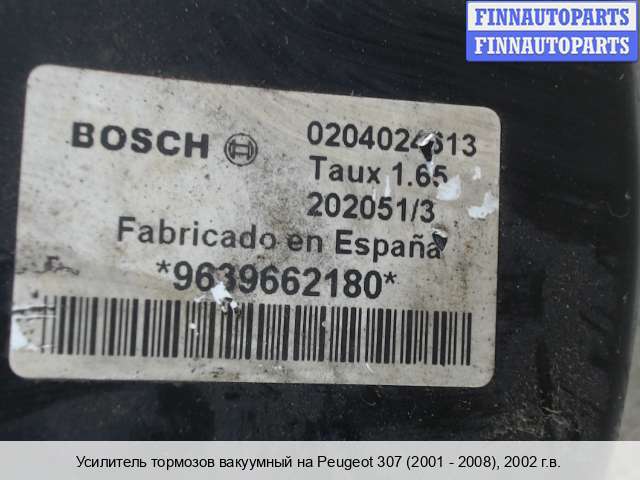 FINNAUTOPARTS
FINNAUTOPARTS
BOSCH
0204024613
Taux 1.65
202051/3
Fabricado en España
*9639662180*
Усилитель тормозов вакуумный на Peugeot 307 (2001 - 2008), 2002 г.в.